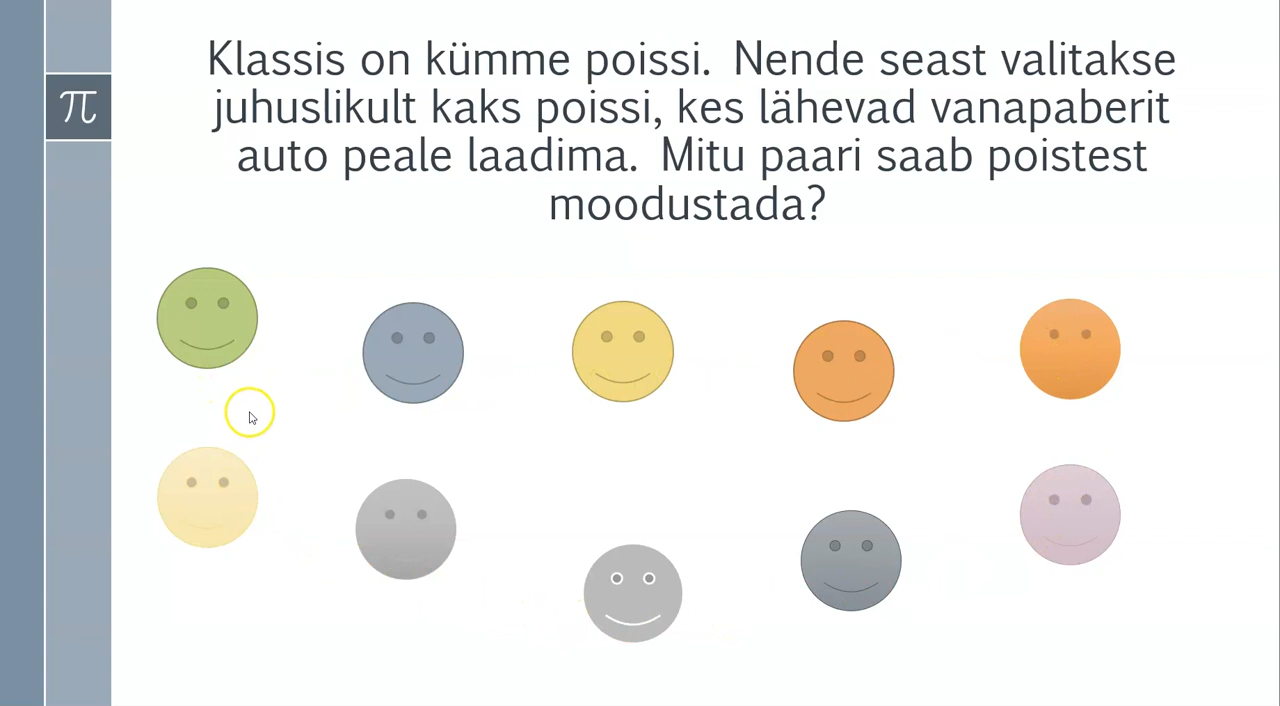 Klassis on kümme poissi. Nende seast valitakse
π
juhuslikult kaks poissi, kes lähevad vanapaberit
auto peale laadima. Mitu paari saab poistest
moodustada?